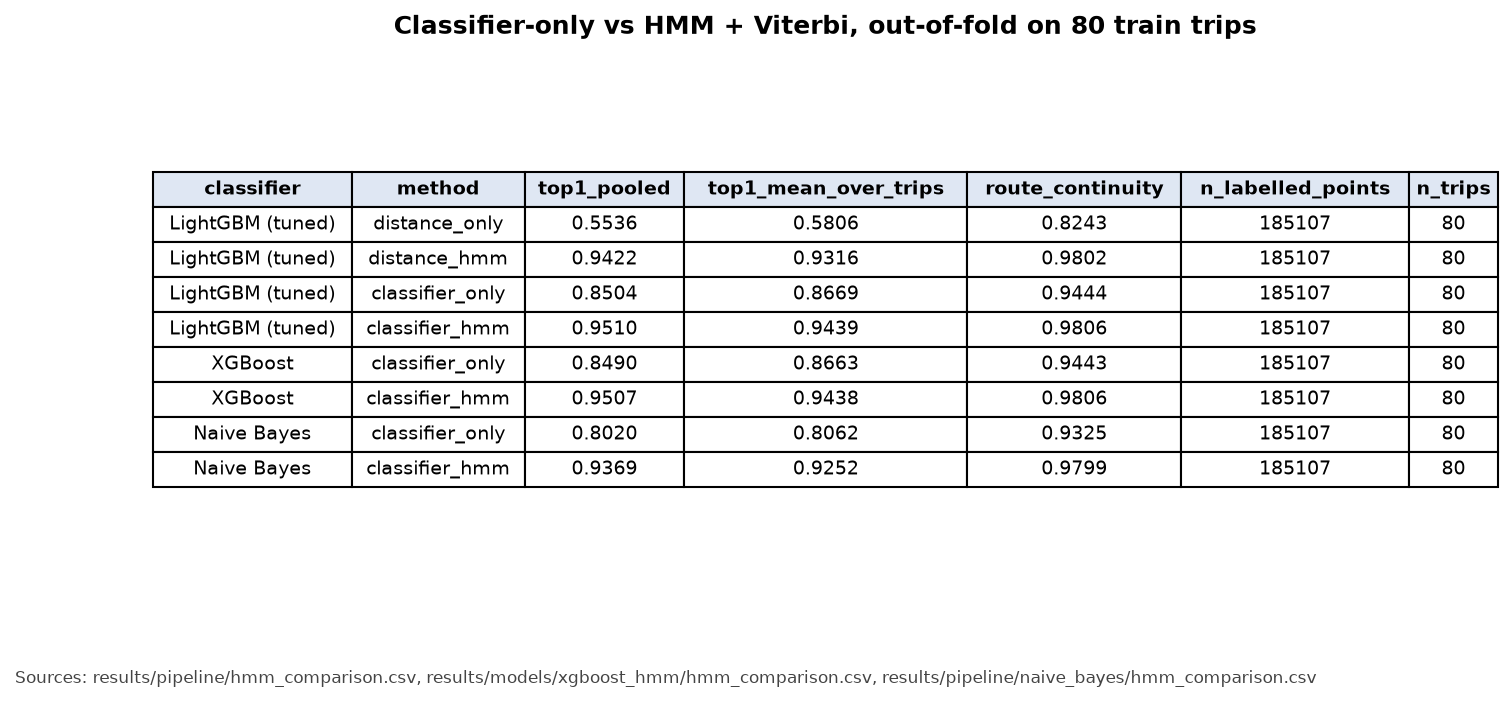 Classifier-only vs HMM + Viterbi, out-of-fold on 80 train trips
classifier method top1_pooled top1_mean_over_trips route_continuity n_labelled_points n_trips
LightGBM (tuned) distance_only 0.5536 0.5806 0.8243 185107 80
LightGBM (tuned) distance_hmm 0.9422 0.9316 0.9802 185107 80
LightGBM (tuned) classifier_only 0.8504 0.8669 0.9444 185107 80
LightGBM (tuned) classifier_hmm 0.9510 0.9439 0.9806 185107 80
XGBoost classifier_only 0.8490 0.8663 0.9443 185107 80
XGBoost classifier_hmm 0.9507 0.9438 0.9806 185107 80
Naive Bayes classifier_only 0.8020 0.8062 0.9325 185107 80
Naive Bayes classifier_hmm 0.9369 0.9252 0.9799 185107 80
Sources: results/pipeline/hmm_comparison.csv, results/models/xgboost_hmm/hmm_comparison.csv, results/pipeline/naive_bayes/hmm_comparison.csv